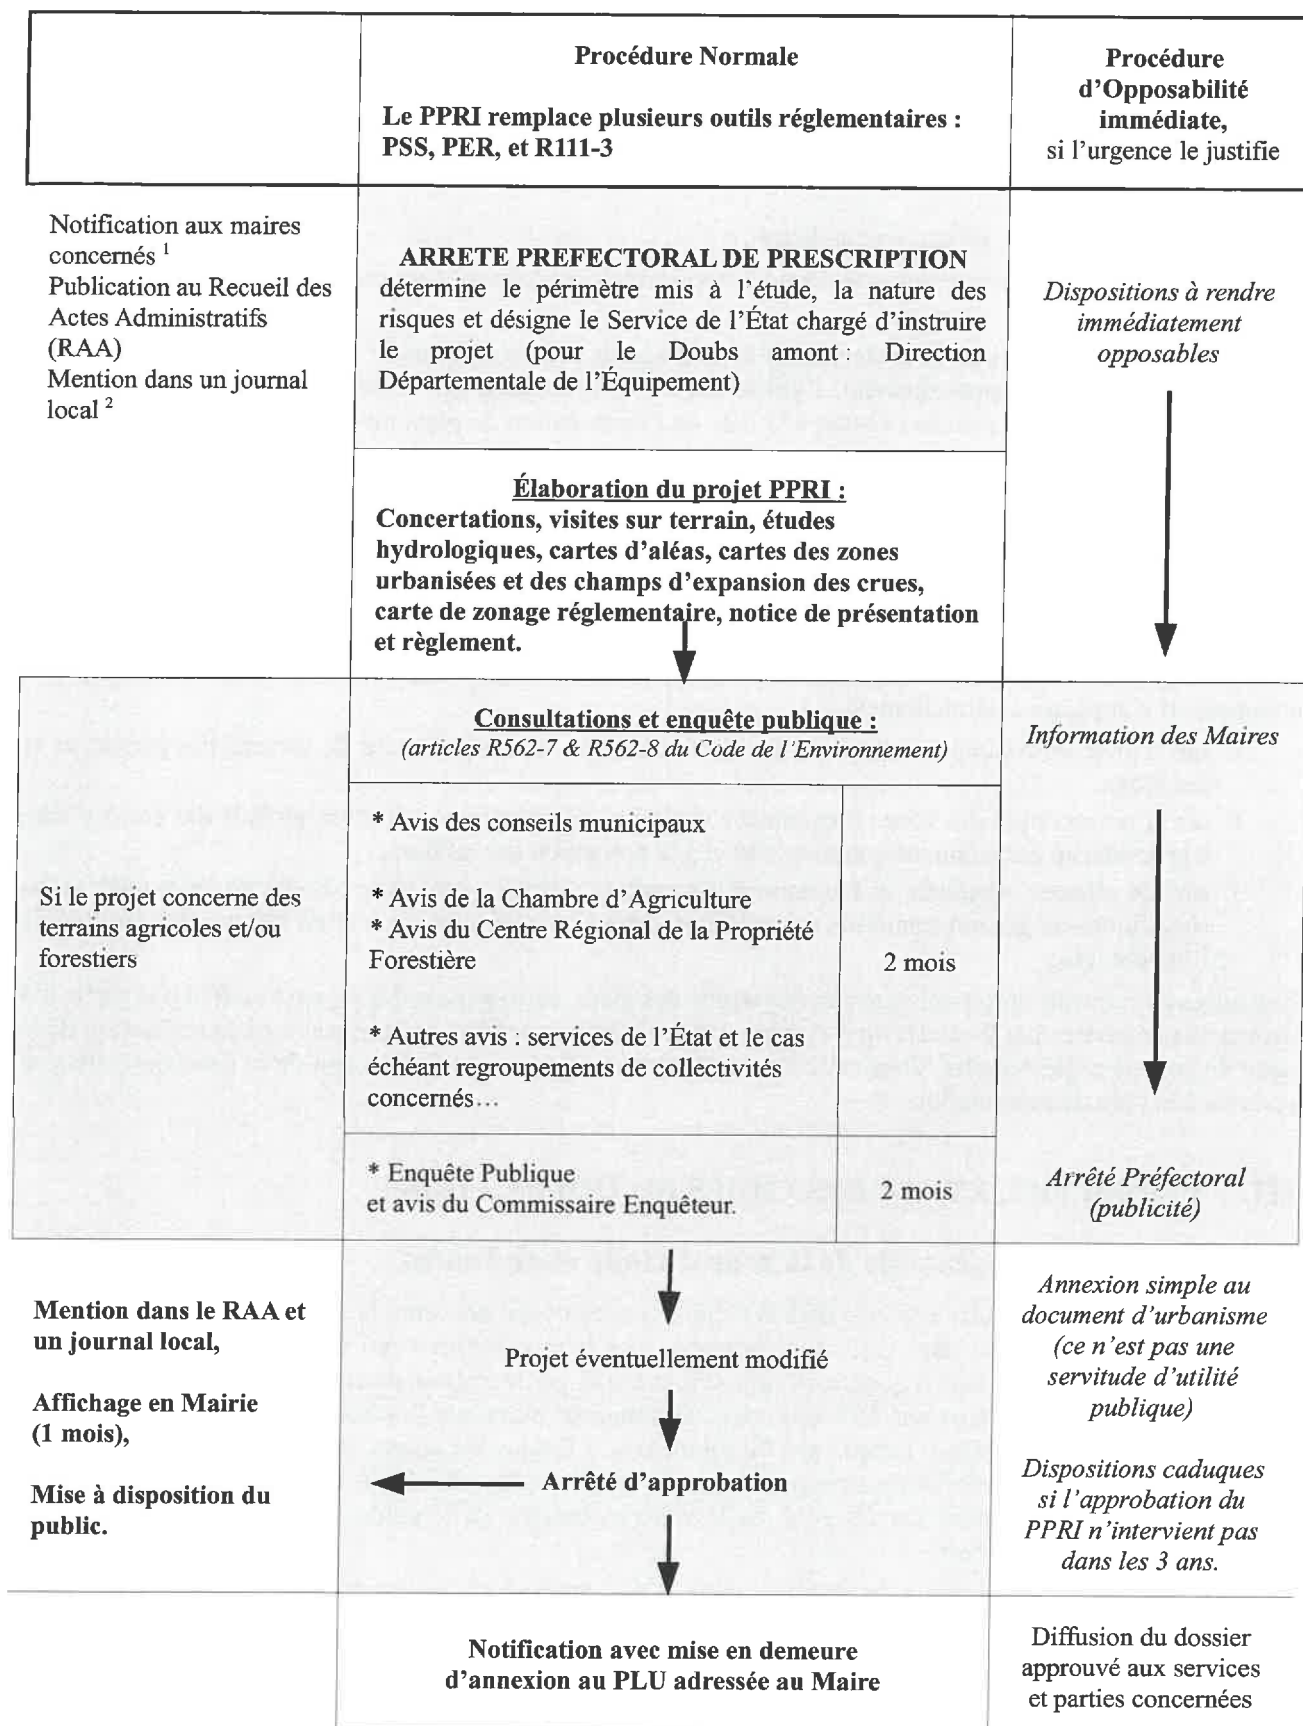 Procédure Normale
Le PPRI remplace plusieurs outils réglementaires :
PSS, PER, et R111-3
Procédure
d'Opposabilité
immédiate,
si l'urgence le justifie
Notification aux maires
concernés 1
Publication au Recueil des
Actes Administratifs
(RAA)
Mention dans un journal
local 2
ARRETE PREFECTORAL DE PRESCRIPTION
détermine le périmètre mis à l'étude, la nature des
risques et désigne le Service de l'État chargé d'instruire
le projet (pour le Doubs amont : Direction
Départementale de l'Équipement)
Dispositions à rendre
immédiatement
opposables
Élaboration du projet PPRI :
Concertations, visites sur terrain, études
hydrologiques, cartes d'aléas, cartes des zones
urbanisées et des champs d'expansion des crues,
carte de zonage réglementaire, notice de présentation
et règlement.
Consultations et enquête publique :
(articles R562-7 & R562-8 du Code de l'Environnement)
Information des Maires
Si le projet concerne des
terrains agricoles et/ou
forestiers
* Avis des conseils municipaux
* Avis de la Chambre d'Agriculture
* Avis du Centre Régional de la Propriété
Forestière
* Autres avis : services de l'État et le cas
échéant regroupements de collectivités
concernés…
2 mois
* Enquête Publique
et avis du Commissaire Enquêteur.
2 mois
Arrêté Préfectoral
(publicité)
Mention dans le RAA et
un journal local,
Affichage en Mairie
(1 mois),
Mise à disposition du
public.
Projet éventuellement modifié
Arrêté d'approbation
Annexion simple au
document d'urbanisme
(ce n'est pas une
servitude d'utilité
publique)
Dispositions caduques
si l'approbation du
PPRI n'intervient pas
dans les 3 ans.
Notification avec mise en demeure
d'annexion au PLU adressée au Maire
Diffusion du dossier
approuvé aux services
et parties concernées